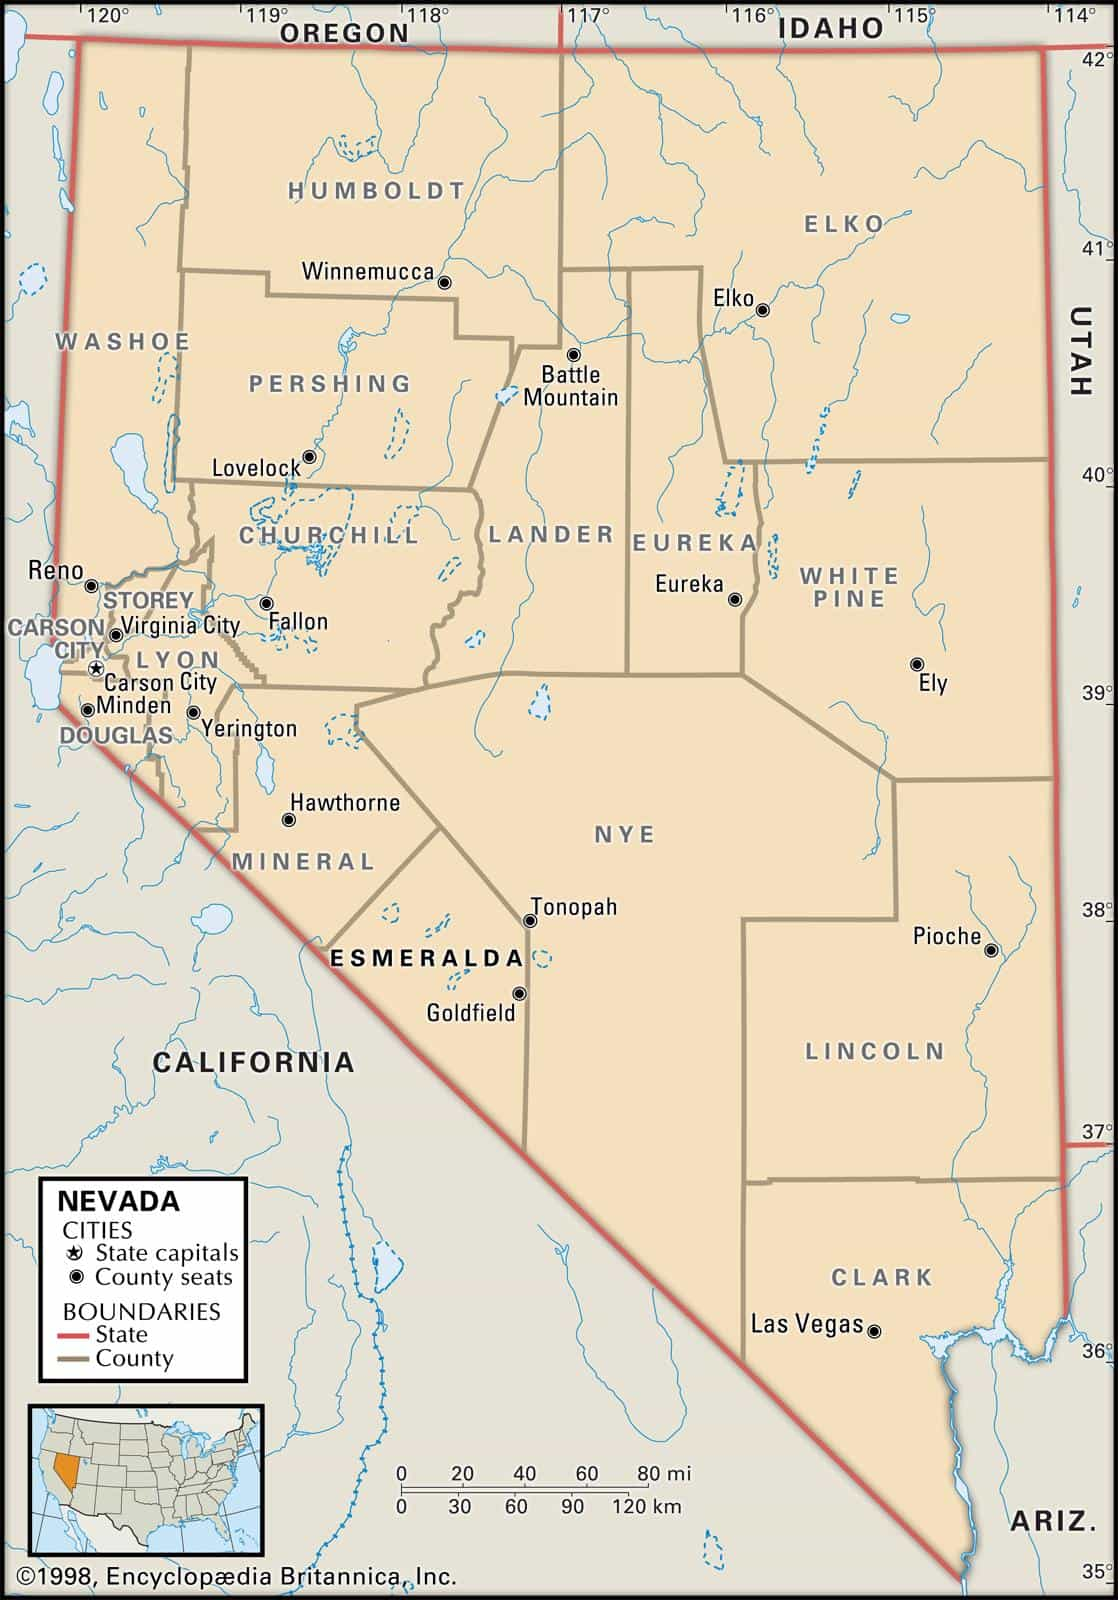 120°
119°
118°
117°
116°
115°
114°
OREGON
IDAHO
42°
HUMBOLDT
ELKO
41°
Winnemucca
Elko
UTAH
WASHOE
PERSHING
Battle
Mountain
Lovelock
40°
CHURCHILL
LANDER
EUREKA
Reno
STOREY
Eureka
WHITE
PINE
CARSON
CITY
Virginia City
Fallon
LYON
Carson City
Ely
39°
Minden
DOUGLAS
Yerington
Hawthorne
NYE
MINERAL
Tonopah
38°
Pioche
ESMERALDA
Goldfield
LINCOLN
CALIFORNIA
37°
NEVADA
CITIES
State capitals
County seats
BOUNDARIES
State
County
CLARK
Las Vegas
36°
0 20 40 60 80 mi
0 30 60 90 120 km
ARIZ.
35°
©1998, Encyclopædia Britannica, Inc.